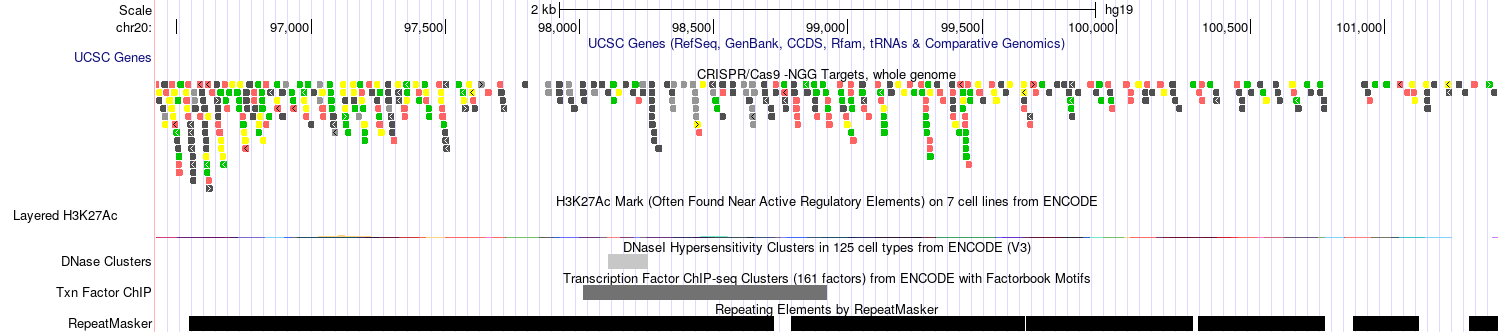 Scale 2 kb hg19
chr20: 97,000 97,500 98,000 98,500 99,000 99,500 100,000 100,500 101,000
UCSC Genes (RefSeq, GenBank, CCDS, Rfam, tRNAs & Comparative Genomics)
UCSC Genes
CRISPR/Cas9 -NGG Targets, whole genome
H3K27Ac Mark (Often Found Near Active Regulatory Elements) on 7 cell lines from ENCODE
Layered H3K27Ac
DNaseI Hypersensitivity Clusters in 125 cell types from ENCODE (V3)
DNase Clusters
Transcription Factor ChIP-seq Clusters (161 factors) from ENCODE with Factorbook Motifs
Txn Factor ChIP
Repeating Elements by RepeatMasker
RepeatMasker